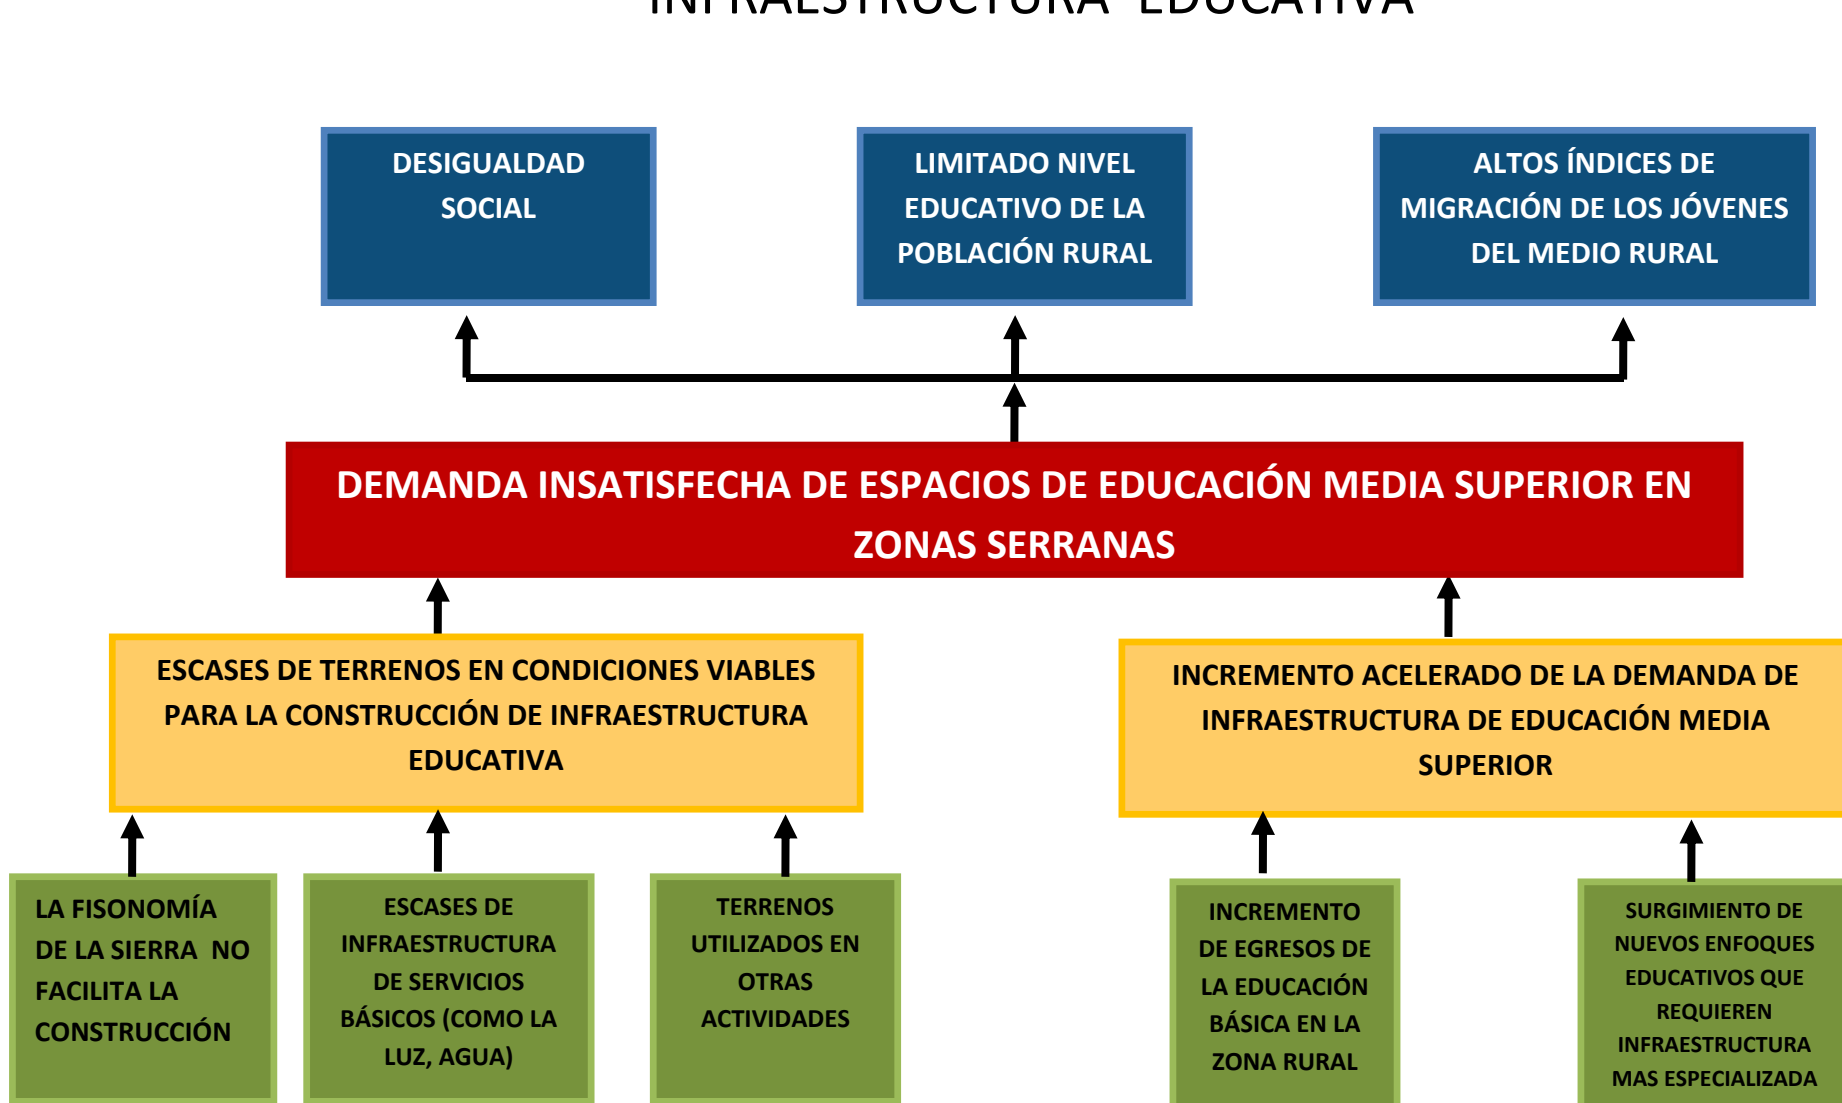 INFRAESTRUCTURA EDUCATIVA
DESIGUALDAD
SOCIAL
LIMITADO NIVEL
EDUCATIVO DE LA
POBLACIÓN RURAL
ALTOS ÍNDICES DE
MIGRACIÓN DE LOS JÓVENES
DEL MEDIO RURAL
DEMANDA INSATISFECHA DE ESPACIOS DE EDUCACIÓN MEDIA SUPERIOR EN
ZONAS SERRANAS
ESCASES DE TERRENOS EN CONDICIONES VIABLES
PARA LA CONSTRUCCIÓN DE INFRAESTRUCTURA
EDUCATIVA
INCREMENTO ACELERADO DE LA DEMANDA DE
INFRAESTRUCTURA DE EDUCACIÓN MEDIA
SUPERIOR
LA FISONOMÍA
DE LA SIERRA  NO
FACILITA LA
CONSTRUCCIÓN
ESCASES DE
INFRAESTRUCTURA
DE SERVICIOS
BÁSICOS (COMO LA
LUZ, AGUA)
TERRENOS
UTILIZADOS EN
OTRAS
ACTIVIDADES
INCREMENTO
DE EGRESOS DE
LA EDUCACIÓN
BÁSICA EN LA
ZONA RURAL
SURGIMIENTO DE
NUEVOS ENFOQUES
EDUCATIVOS QUE
REQUIEREN
INFRAESTRUCTURA
MAS ESPECIALIZADA